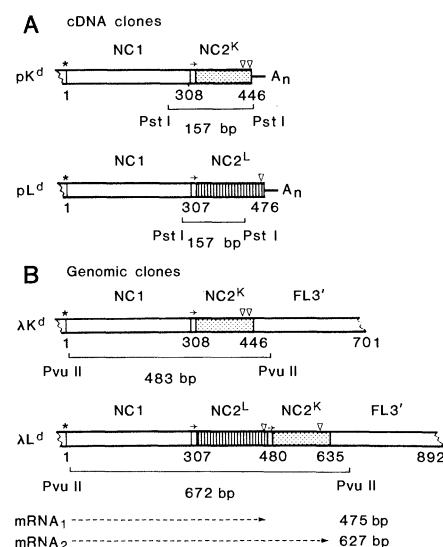 A cDNA clones
NC1 NC2K
pKd * → ▽▽ An
1 308 446
Pst I 157 bp Pst I
NC1 NC2L
pLd * → ▽ An
1 307 476
Pst I 157 bp Pst I
B Genomic clones
NC1 NC2K FL3′
λKd * → ▽▽
1 308 446 701
Pvu II 483 bp Pvu II
NC1 NC2L NC2K FL3′
λLd * → ▽ → ▽
1 307 480 635 892
Pvu II 672 bp Pvu II
mRNA1 475 bp
mRNA2 627 bp